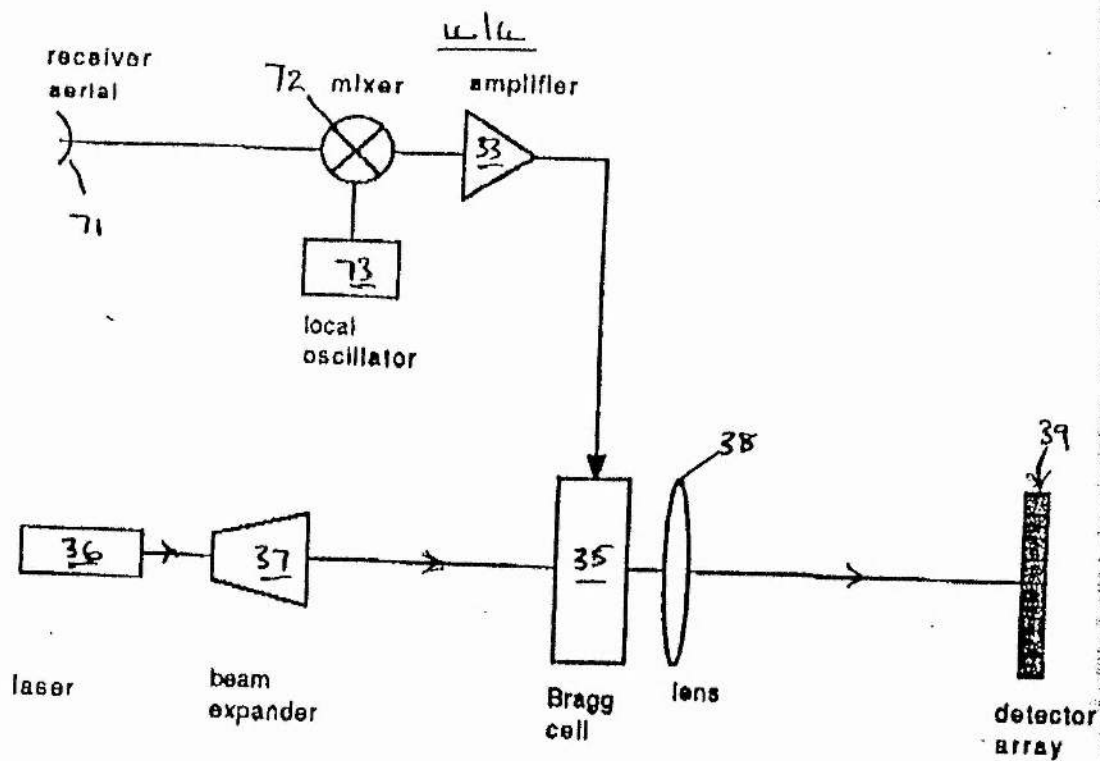 receiver
aerial
72
mixer
amplifier
33
71
73
local
oscillator
38
39
36
37
35
laser
beam
expander
Bragg
cell
lens
detector
array